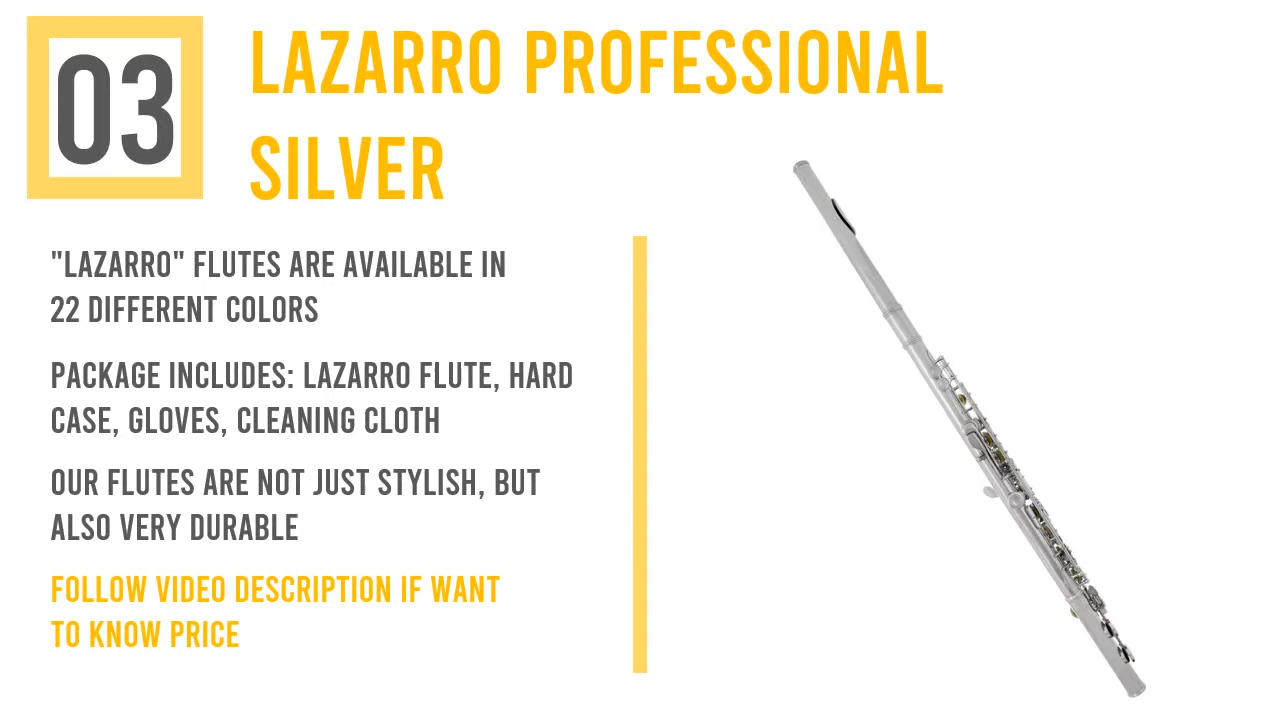 03
LAZARRO PROFESSIONAL
SILVER
"LAZARRO" FLUTES ARE AVAILABLE IN
22 DIFFERENT COLORS
PACKAGE INCLUDES: LAZARRO FLUTE, HARD
CASE, GLOVES, CLEANING CLOTH
OUR FLUTES ARE NOT JUST STYLISH, BUT
ALSO VERY DURABLE
FOLLOW VIDEO DESCRIPTION IF WANT
TO KNOW PRICE